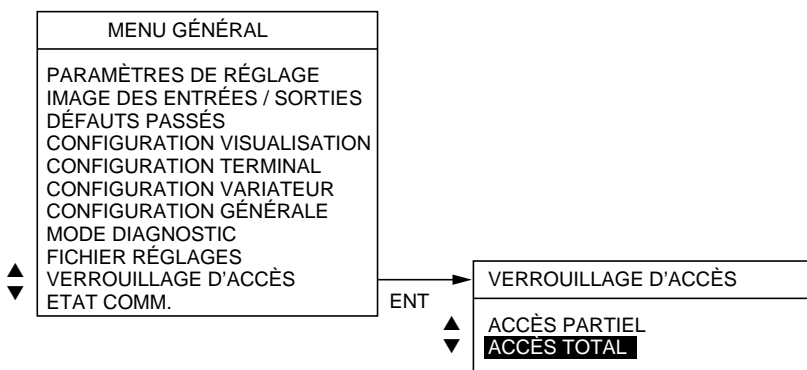 MENU GÉNÉRAL
PARAMÈTRES DE RÉGLAGE
IMAGE DES ENTRÉES / SORTIES
DÉFAUTS PASSÉS
CONFIGURATION VISUALISATION
CONFIGURATION TERMINAL
CONFIGURATION VARIATEUR
CONFIGURATION GÉNÉRALE
MODE DIAGNOSTIC
FICHIER RÉGLAGES
VERROUILLAGE D'ACCÈS
ETAT COMM.
ENT
VERROUILLAGE D'ACCÈS
ACCÈS PARTIEL
ACCÈS TOTAL